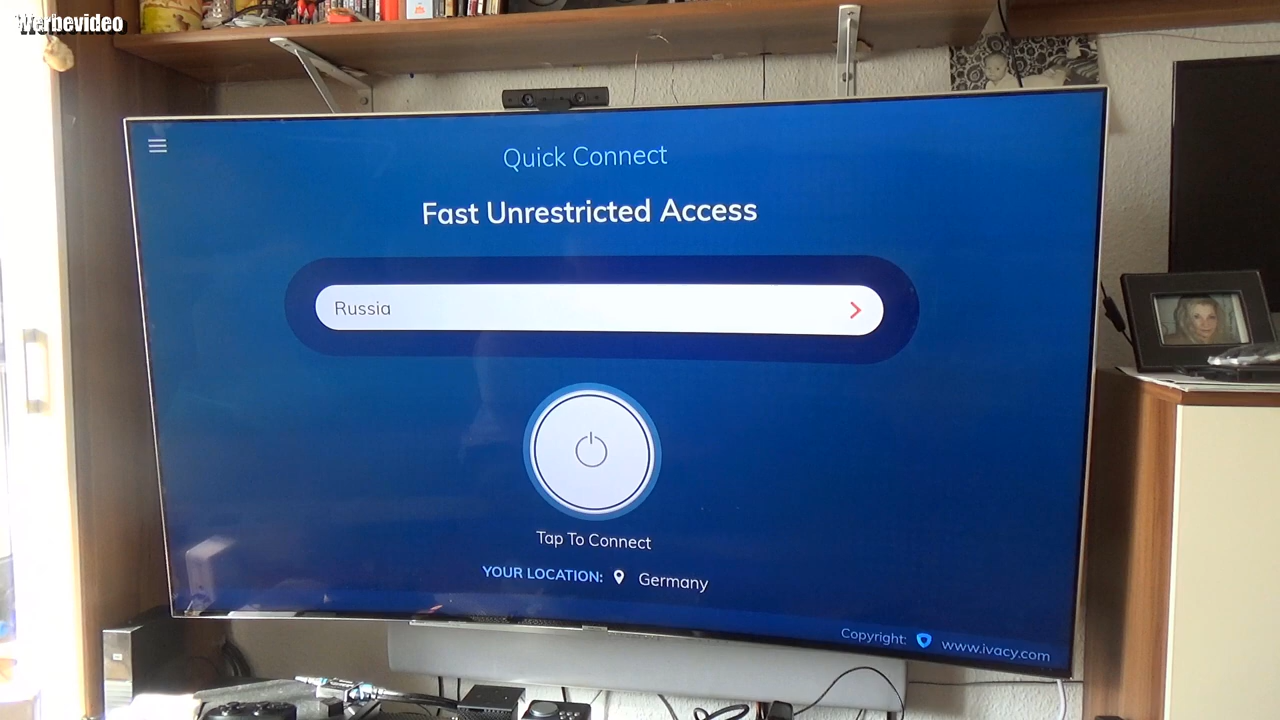 Werbevideo
Quick Connect
Fast Unrestricted Access
Russia
Tap To Connect
YOUR LOCATION: Germany
Copyright: www.ivacy.com